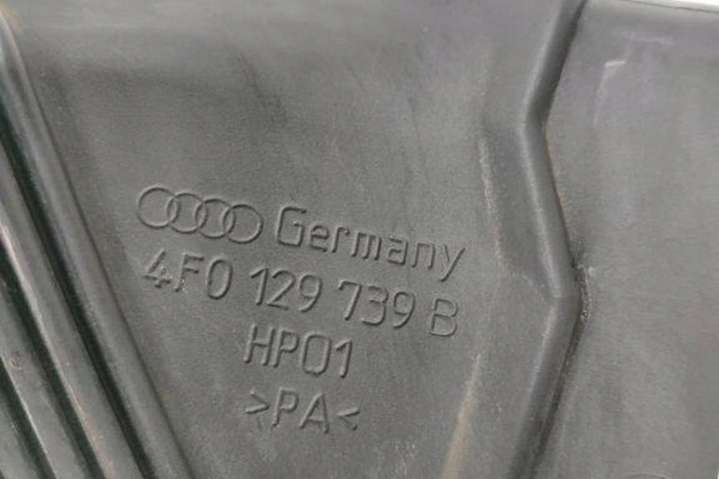 Germany
4F0 129 739 B
HP01
>PA<